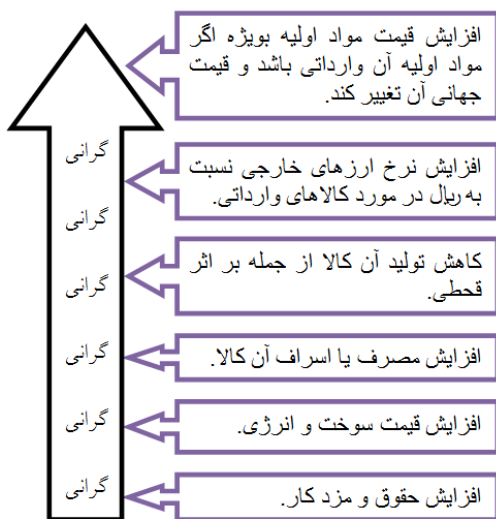 افزایش قیمت مواد اولیه بویژه اگر
مواد اولیه آن وارداتی باشد و قیمت
جهانی آن تغییر کند.
گرانی
افزایش نرخ ارزهای خارجی نسبت
به ریال در مورد کالاهای وارداتی.
گرانی
کاهش تولید آن کالا از جمله بر اثر
قحطی.
گرانی
افزایش مصرف یا اسراف آن کالا.
گرانی
افزایش قیمت سوخت و انرژی.
گرانی
افزایش حقوق و مزد کار.
گرانی